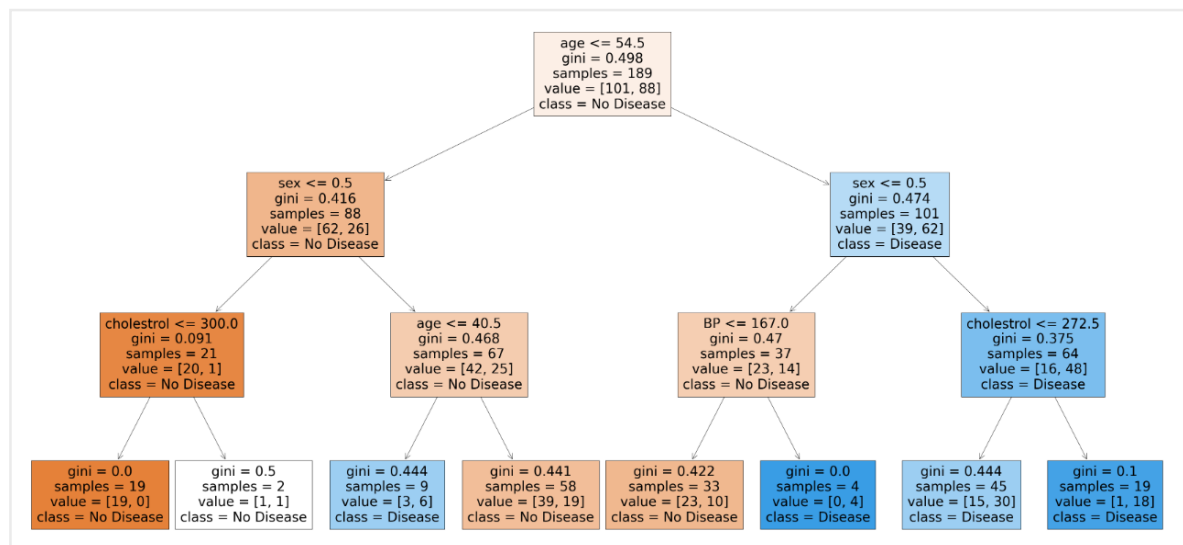 age <= 54.5
gini = 0.498
samples = 189
value = [101, 88]
class = No Disease
sex <= 0.5
gini = 0.416
samples = 88
value = [62, 26]
class = No Disease
sex <= 0.5
gini = 0.474
samples = 101
value = [39, 62]
class = Disease
cholestrol <= 300.0
gini = 0.091
samples = 21
value = [20, 1]
class = No Disease
age <= 40.5
gini = 0.468
samples = 67
value = [42, 25]
class = No Disease
BP <= 167.0
gini = 0.47
samples = 37
value = [23, 14]
class = No Disease
cholestrol <= 272.5
gini = 0.375
samples = 64
value = [16, 48]
class = Disease
gini = 0.0
samples = 19
value = [19, 0]
class = No Disease
gini = 0.5
samples = 2
value = [1, 1]
class = No Disease
gini = 0.444
samples = 9
value = [3, 6]
class = Disease
gini = 0.441
samples = 58
value = [39, 19]
class = No Disease
gini = 0.422
samples = 33
value = [23, 10]
class = No Disease
gini = 0.0
samples = 4
value = [0, 4]
class = Disease
gini = 0.444
samples = 45
value = [15, 30]
class = Disease
gini = 0.1
samples = 19
value = [1, 18]
class = Disease